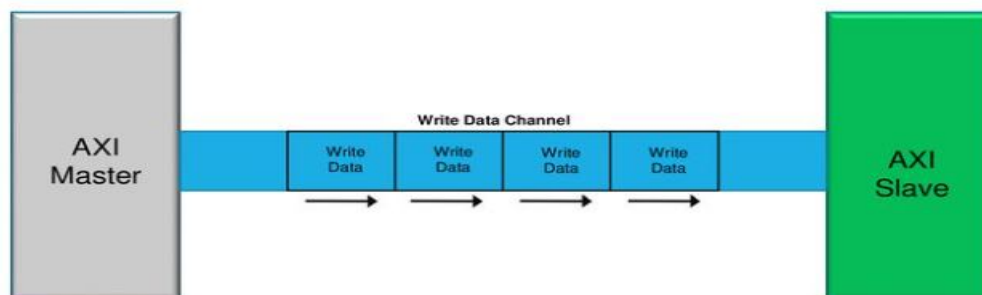 Write Data Channel
AXI
Master
Write
Data
Write
Data
Write
Data
Write
Data
AXI
Slave